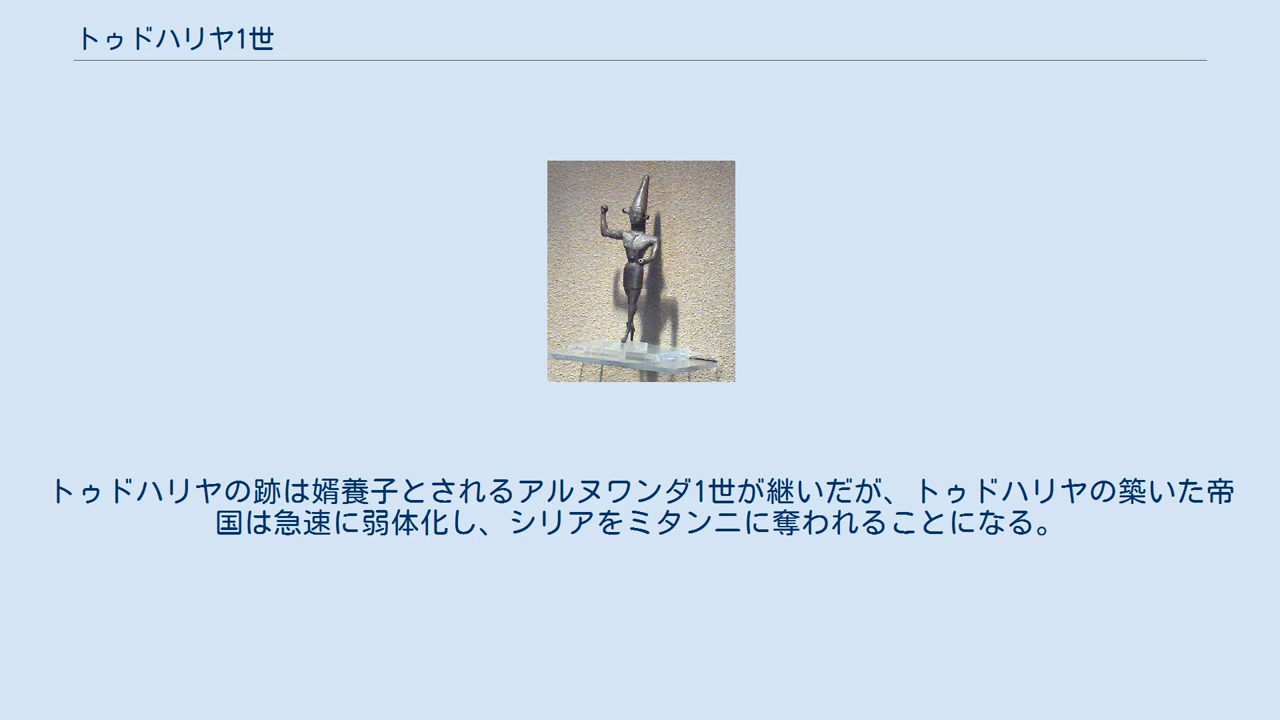 トゥドハリヤ1世
トゥドハリヤの跡は婿養子とされるアルヌワンダ1世が継いだが、トゥドハリヤの築いた帝
国は急速に弱体化し、シリアをミタンニに奪われることになる。